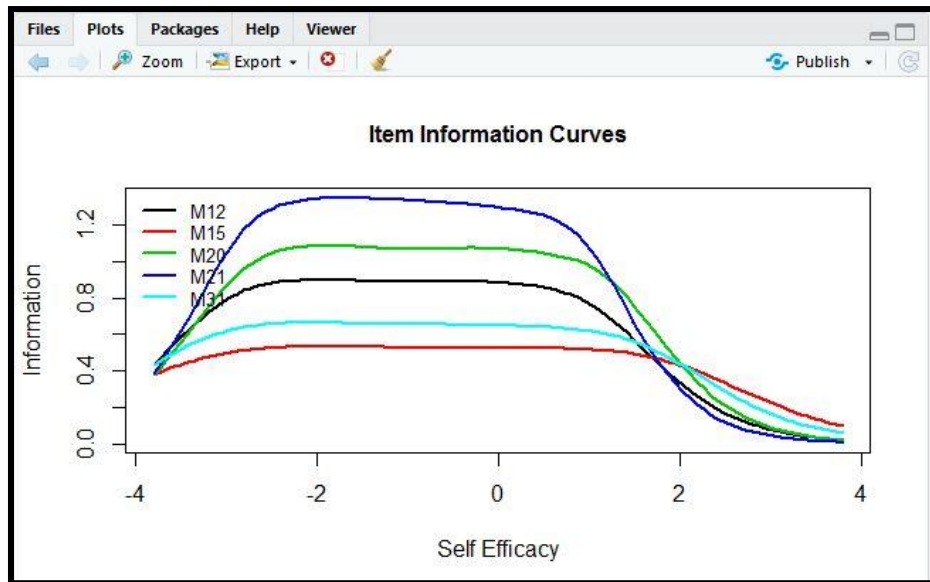 Files Plots Packages Help Viewer
Zoom Export Publish
Item Information Curves
M12
M15
M20
M21
M31
Information
0.0 0.4 0.8 1.2
-4 -2 0 2 4
Self Efficacy